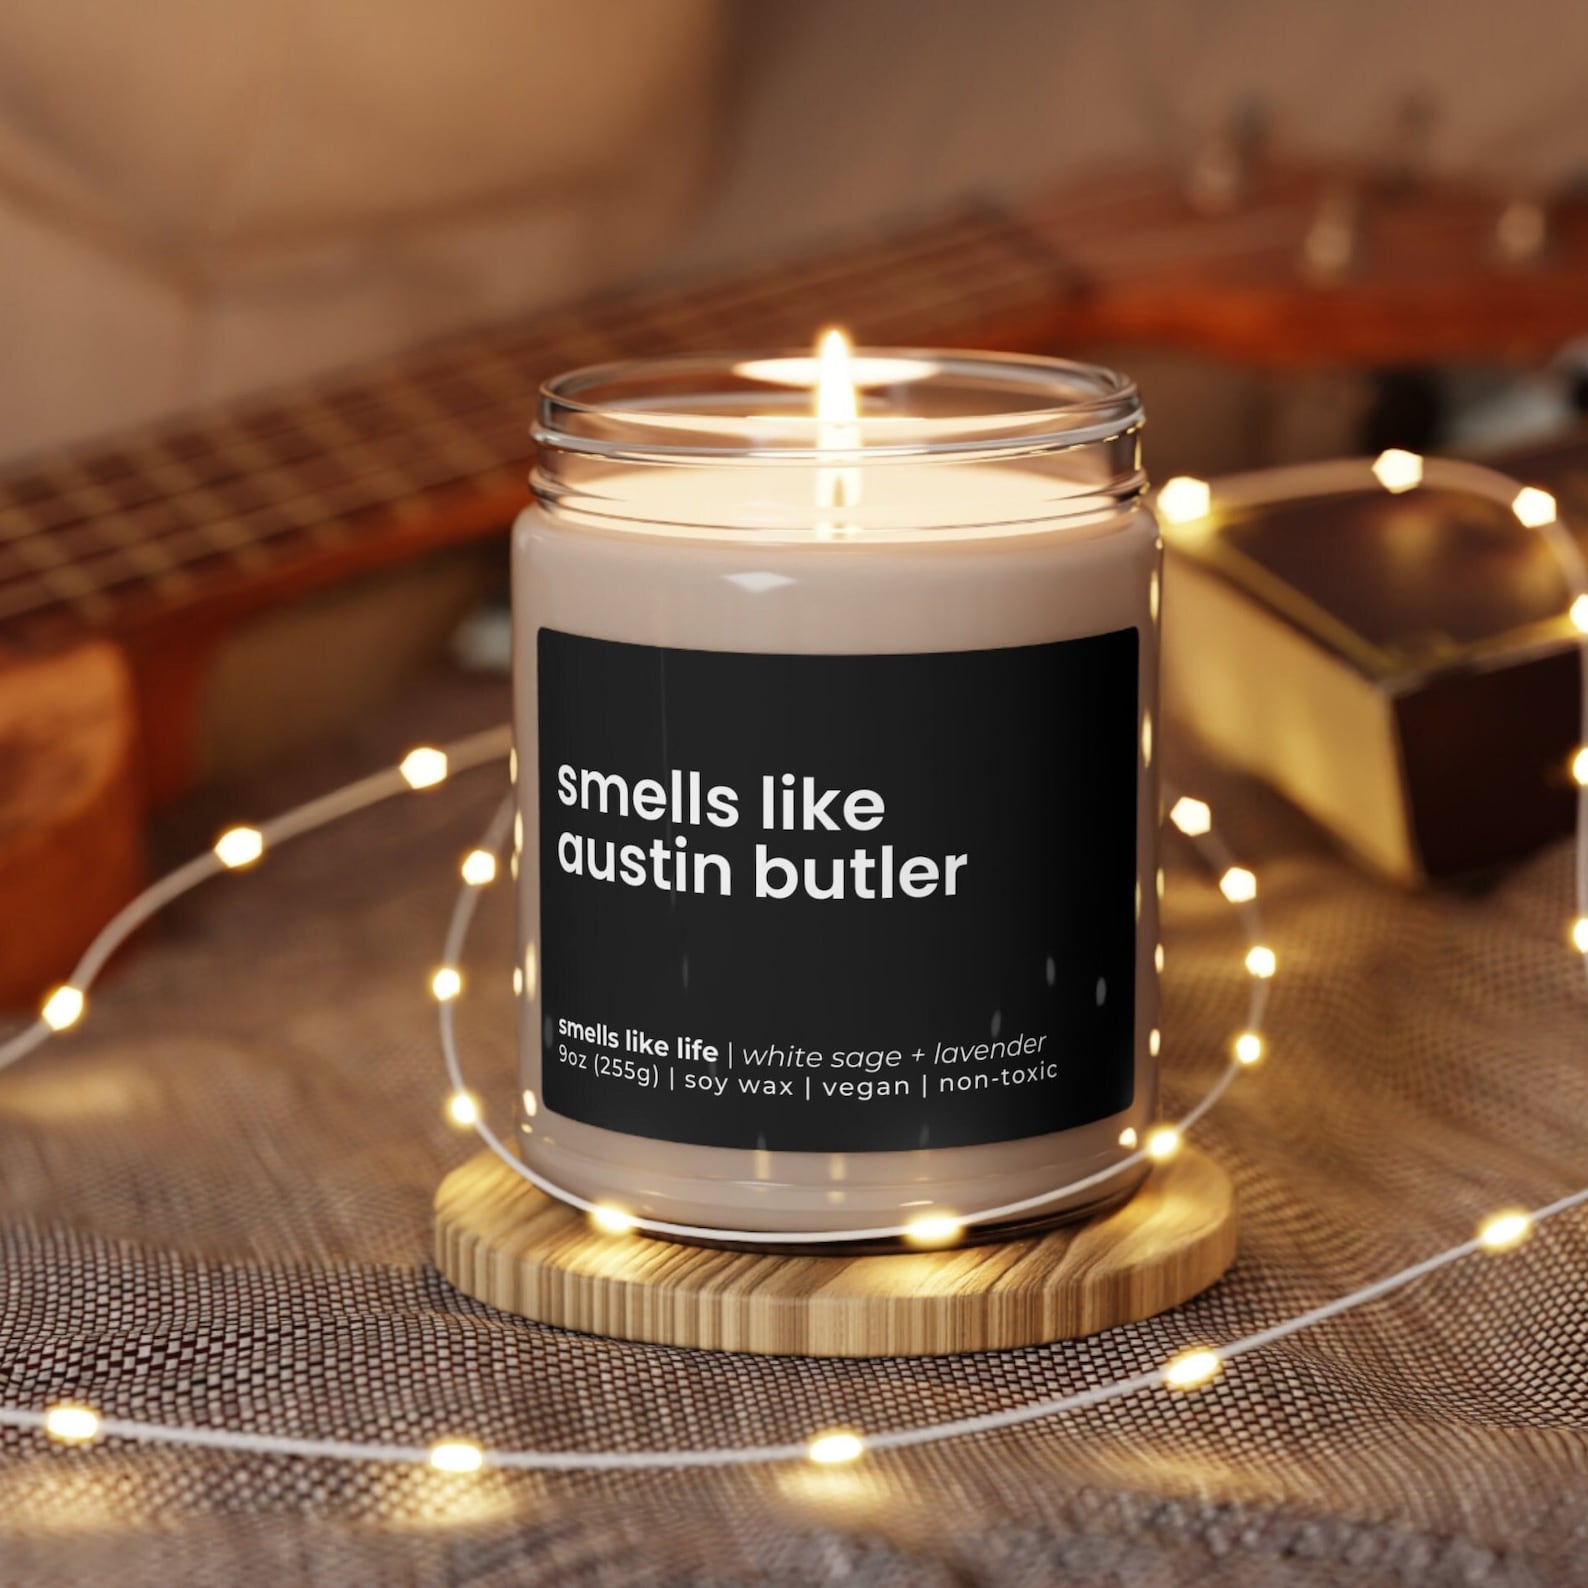 smells like
austin butler
smells like life | white sage + lavender
9oz (255g) | soy wax | vegan | non-toxic